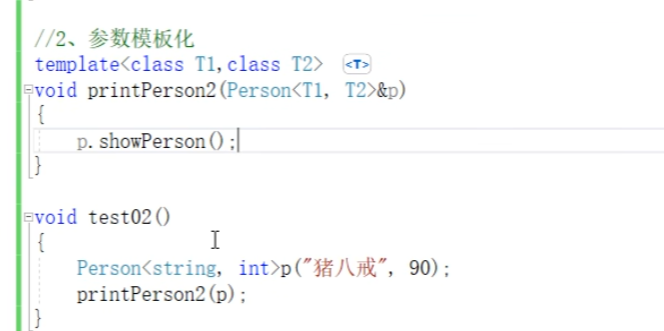 //2、参数模板化
template<class T1,class T2> <T>
void printPerson2(Person<T1, T2>&p)
{
p.showPerson();
}
void test02()
{
Person<string, int>p("猪八戒", 90);
printPerson2(p);
}